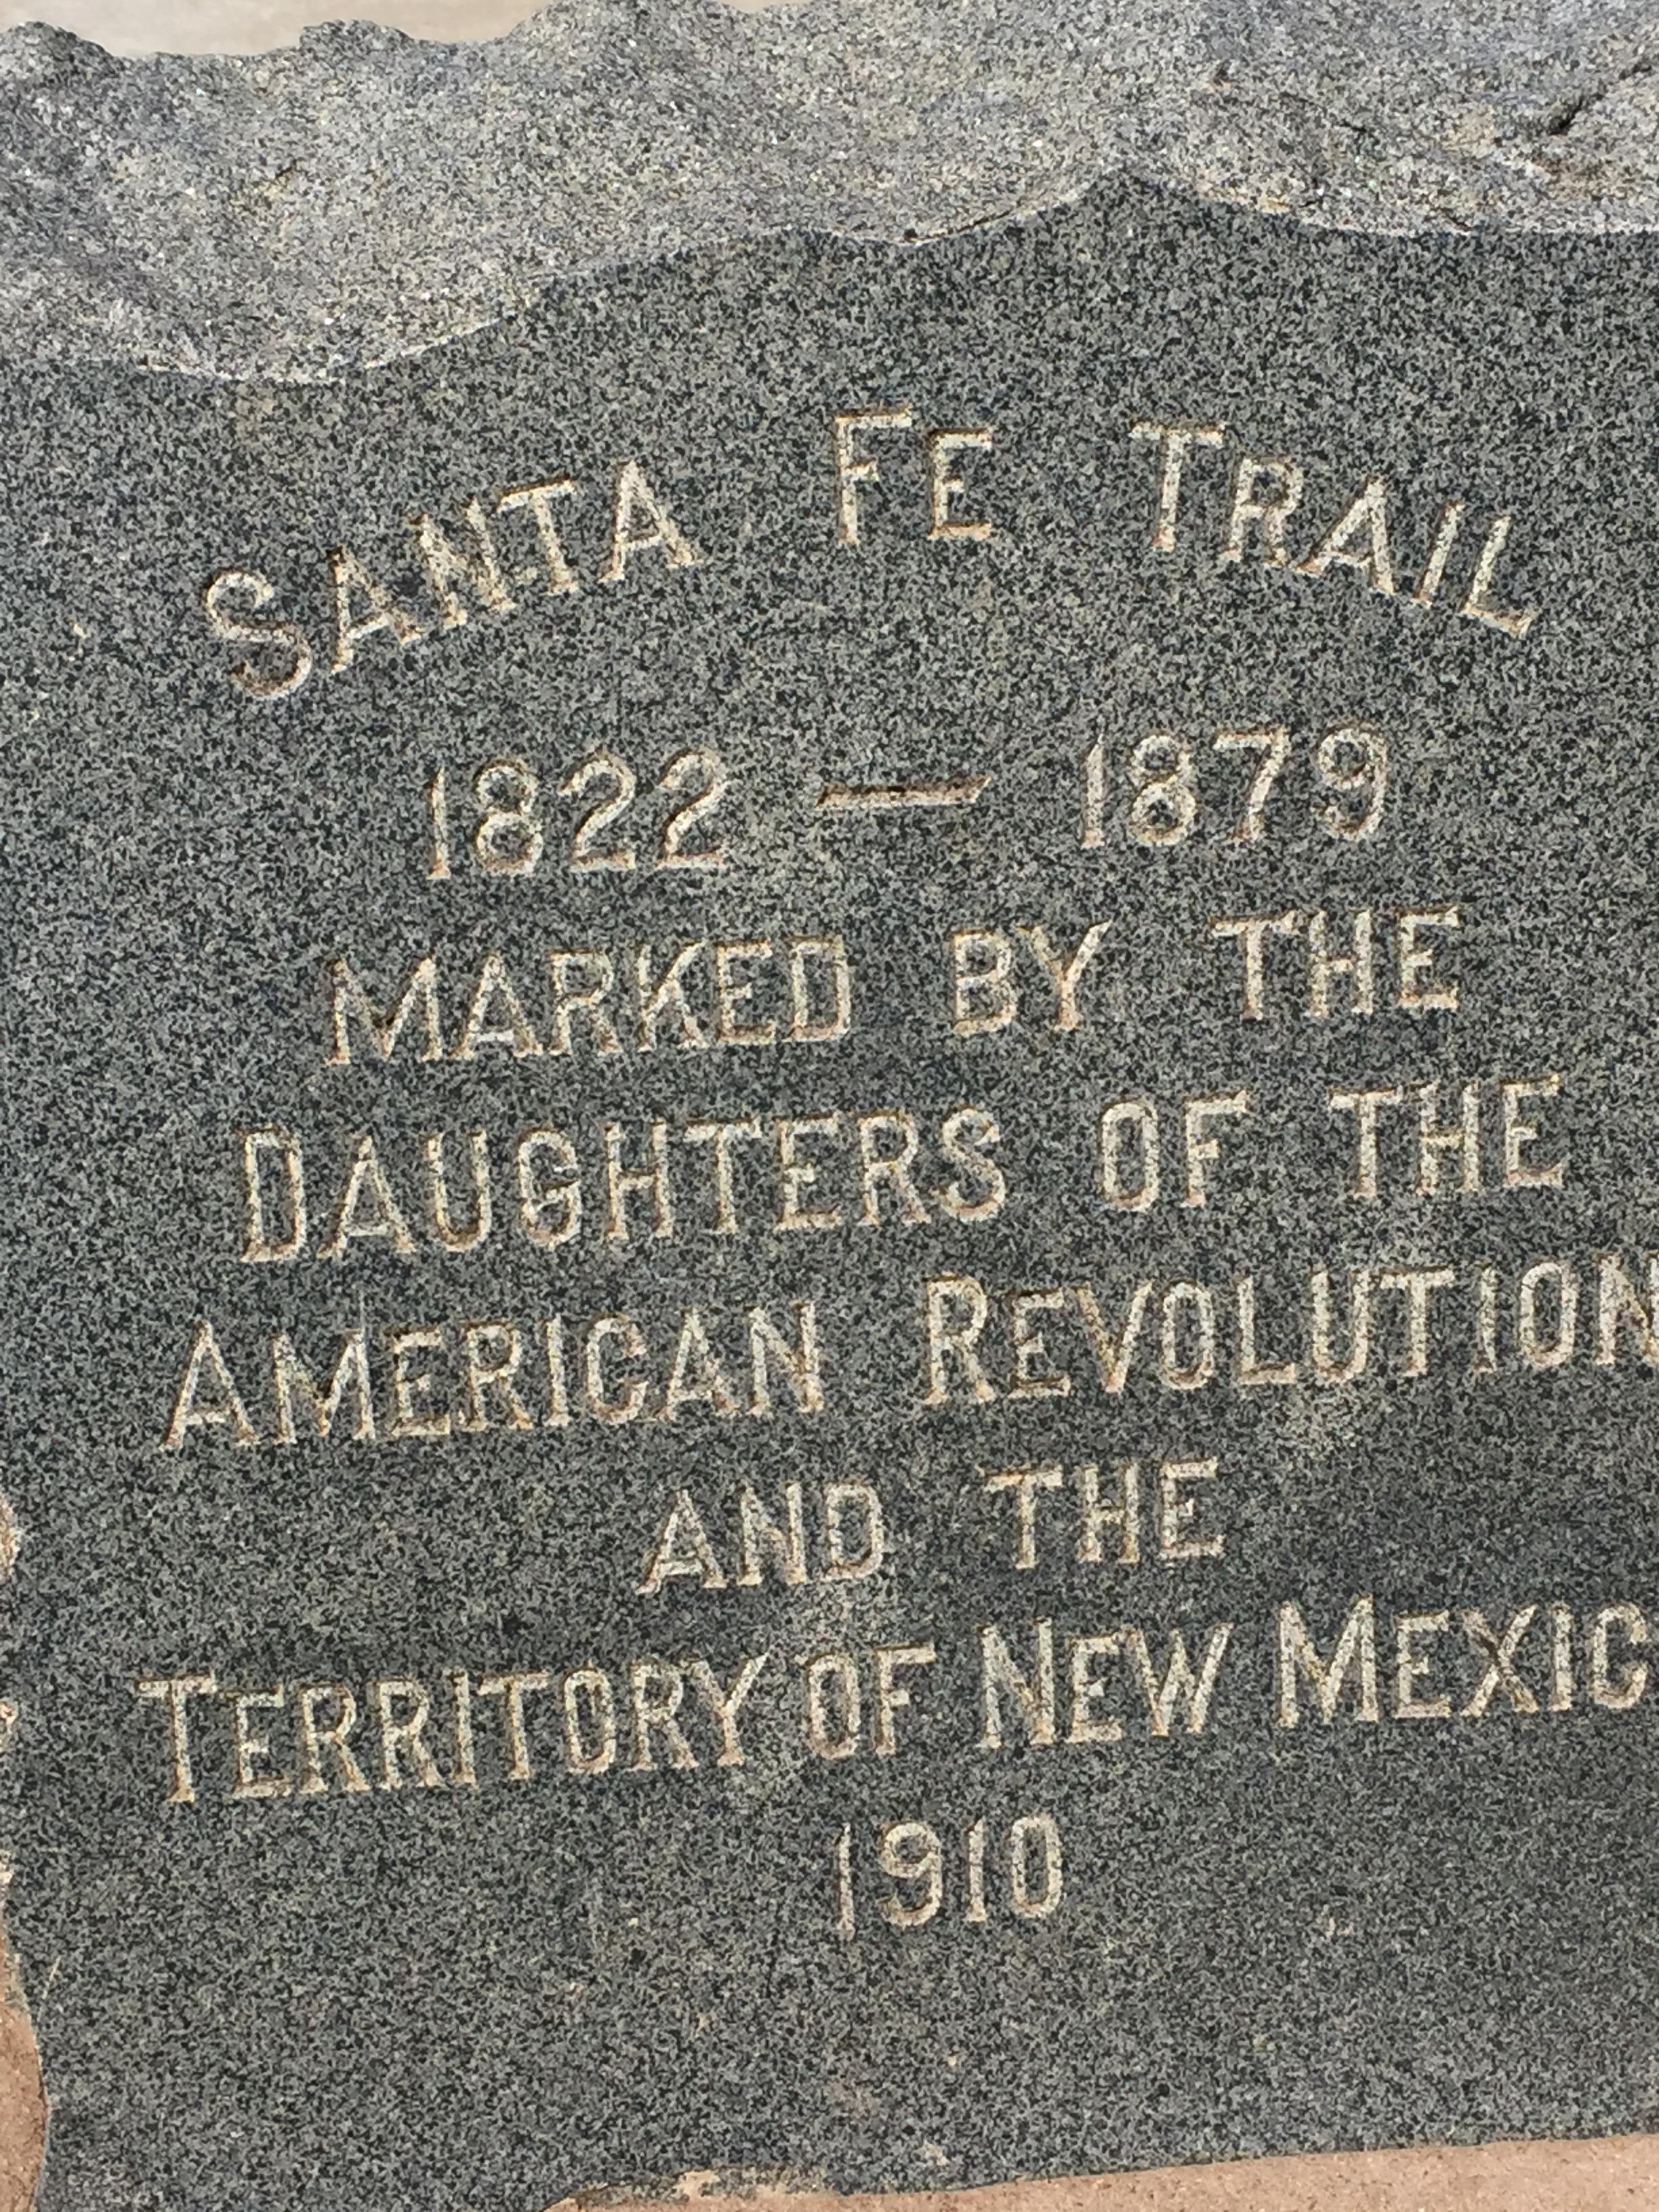 SANTA FE TRAIL
1822 — 1879
MARKED BY THE
DAUGHTERS OF THE
AMERICAN REVOLUTION
AND THE
TERRITORY OF NEW MEXIC
1910